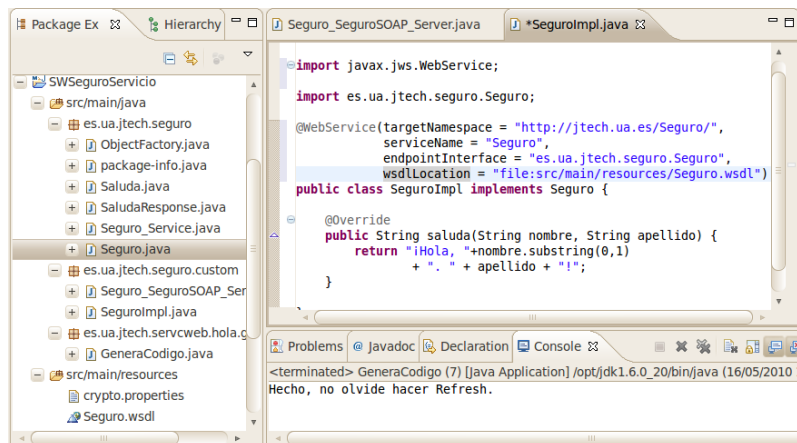 Package Ex
Hierarchy
SWSeguroServicio
src/main/java
es.ua.jtech.seguro
ObjectFactory.java
package-info.java
Saluda.java
SaludaResponse.java
Seguro_Service.java
Seguro.java
es.ua.jtech.seguro.custom
Seguro_SeguroSOAP_Ser
SeguroImpl.java
es.ua.jtech.servcweb.hola.g
GeneraCodigo.java
src/main/resources
crypto.properties
Seguro.wsdl
Seguro_SeguroSOAP_Server.java
*SeguroImpl.java
import javax.jws.WebService;
import es.ua.jtech.seguro.Seguro;
@WebService(targetNamespace = "http://jtech.ua.es/Seguro/",
serviceName = "Seguro",
endpointInterface = "es.ua.jtech.seguro.Seguro",
wsdlLocation = "file:src/main/resources/Seguro.wsdl")
public class SeguroImpl implements Seguro {
@Override
public String saluda(String nombre, String apellido) {
return "¡Hola, "+nombre.substring(0,1)
+ ". " + apellido + "!";
}
Problems
@ Javadoc
Declaration
Console
<terminated> GeneraCodigo (7) [Java Application] /opt/jdk1.6.0_20/bin/java (16/05/2010
Hecho, no olvide hacer Refresh.